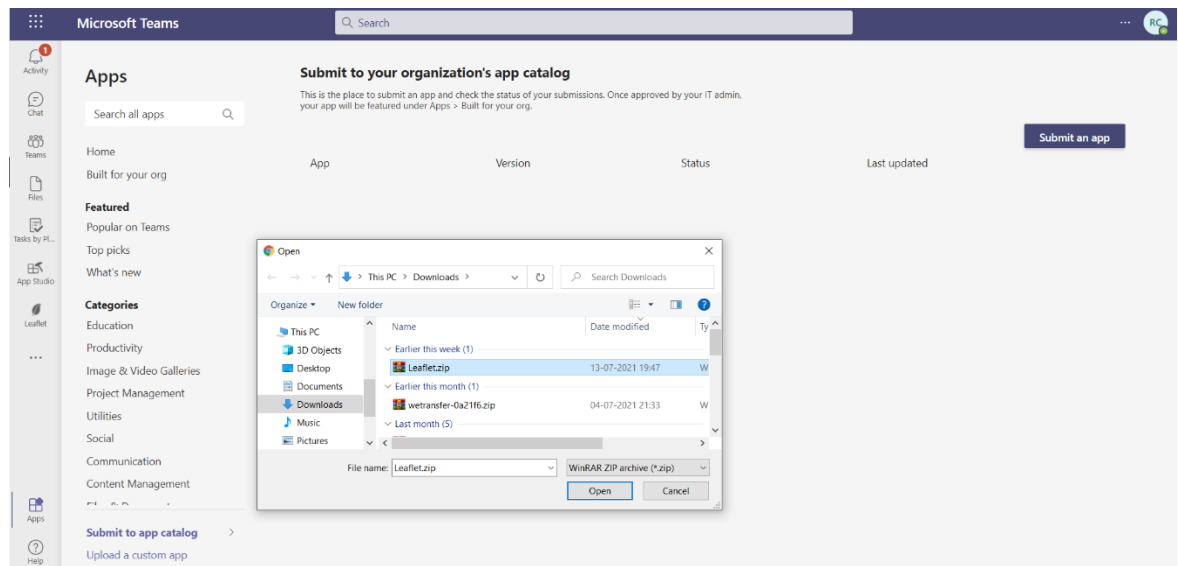 Microsoft Teams
Search
RC
1
Activity
Chat
Teams
Files
Tasks by Pl...
App Studio
Leaflet
Apps
Help
Apps
Search all apps
Home
Built for your org
Featured
Popular on Teams
Top picks
What's new
Categories
Education
Productivity
Image & Video Galleries
Project Management
Utilities
Social
Communication
Content Management
Submit to app catalog
Upload a custom app
Submit to your organization's app catalog
This is the place to submit an app and check the status of your submissions. Once approved by your IT admin,
your app will be featured under Apps > Built for your org.
Submit an app
App Version Status Last updated
Open
This PC > Downloads >
Search Downloads
Organize New folder
This PC
3D Objects
Desktop
Documents
Downloads
Music
Pictures
Name Date modified Ty
Earlier this week (1)
Leaflet.zip 13-07-2021 19:47 W
Earlier this month (1)
wetransfer-0a21f6.zip 04-07-2021 21:33 W
Last month (5)
File name: Leaflet.zip WinRAR ZIP archive (*.zip)
Open Cancel